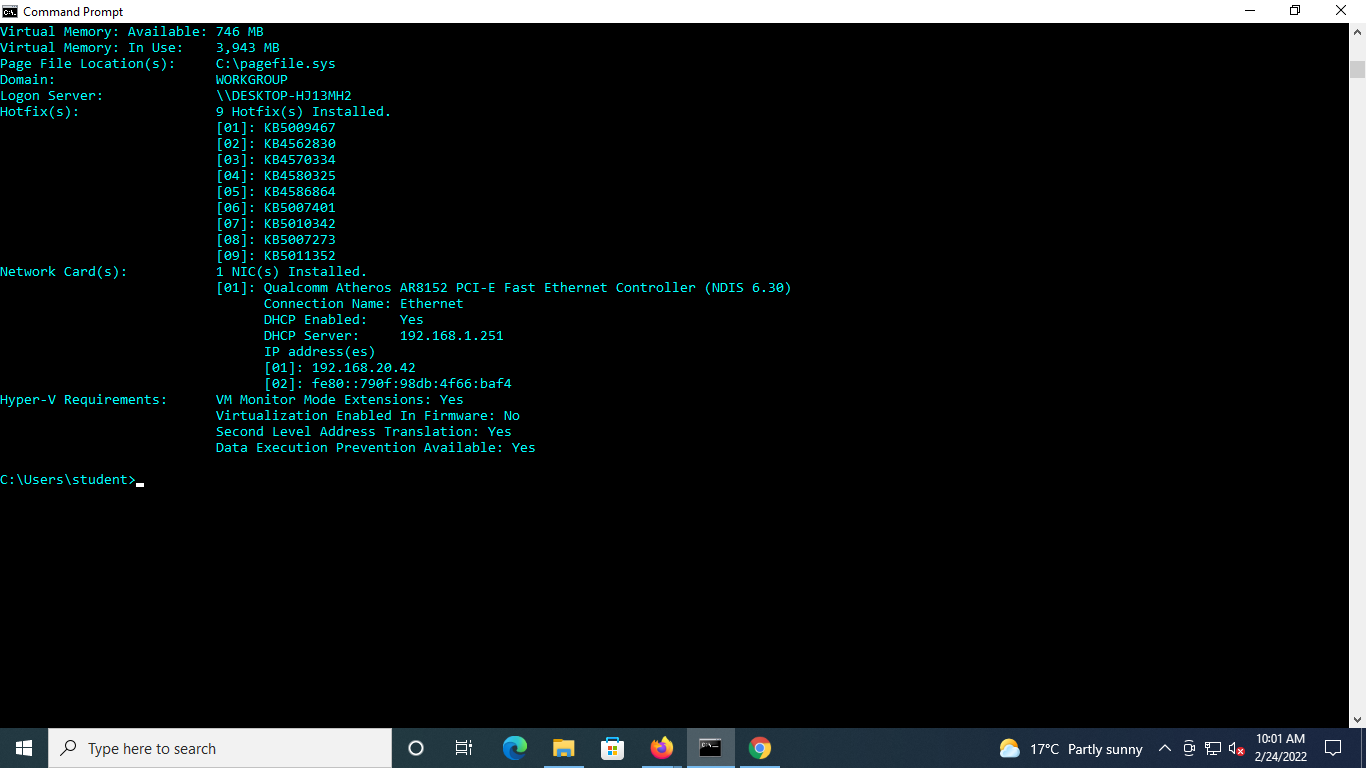 Command Prompt
Virtual Memory: Available: 746 MB
Virtual Memory: In Use:    3,943 MB
Page File Location(s):     C:\pagefile.sys
Domain:                    WORKGROUP
Logon Server:              \\DESKTOP-HJ13MH2
Hotfix(s):                 9 Hotfix(s) Installed.
                           [01]: KB5009467
                           [02]: KB4562830
                           [03]: KB4570334
                           [04]: KB4580325
                           [05]: KB4586864
                           [06]: KB5007401
                           [07]: KB5010342
                           [08]: KB5007273
                           [09]: KB5011352
Network Card(s):           1 NIC(s) Installed.
                           [01]: Qualcomm Atheros AR8152 PCI-E Fast Ethernet Controller (NDIS 6.30)
                                 Connection Name: Ethernet
                                 DHCP Enabled:    Yes
                                 DHCP Server:     192.168.1.251
                                 IP address(es)
                                 [01]: 192.168.20.42
                                 [02]: fe80::790f:98db:4f66:baf4
Hyper-V Requirements:      VM Monitor Mode Extensions: Yes
                           Virtualization Enabled In Firmware: No
                           Second Level Address Translation: Yes
                           Data Execution Prevention Available: Yes
C:\Users\student>
Type here to search
17°C Partly sunny
10:01 AM
2/24/2022